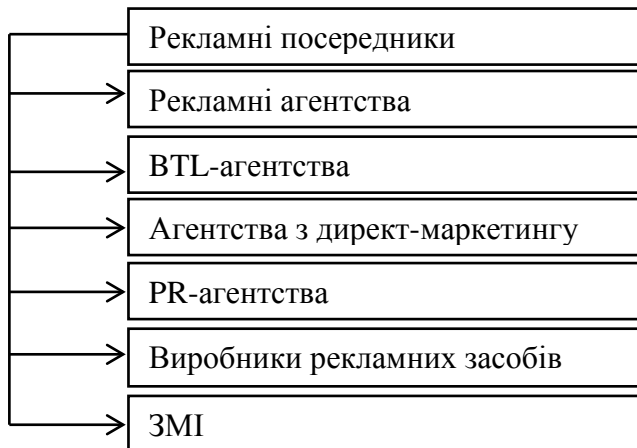 Рекламні посередники
Рекламні агентства
BTL-агентства
Агентства з директ-маркетингу
PR-агентства
Виробники рекламних засобів
ЗМІ